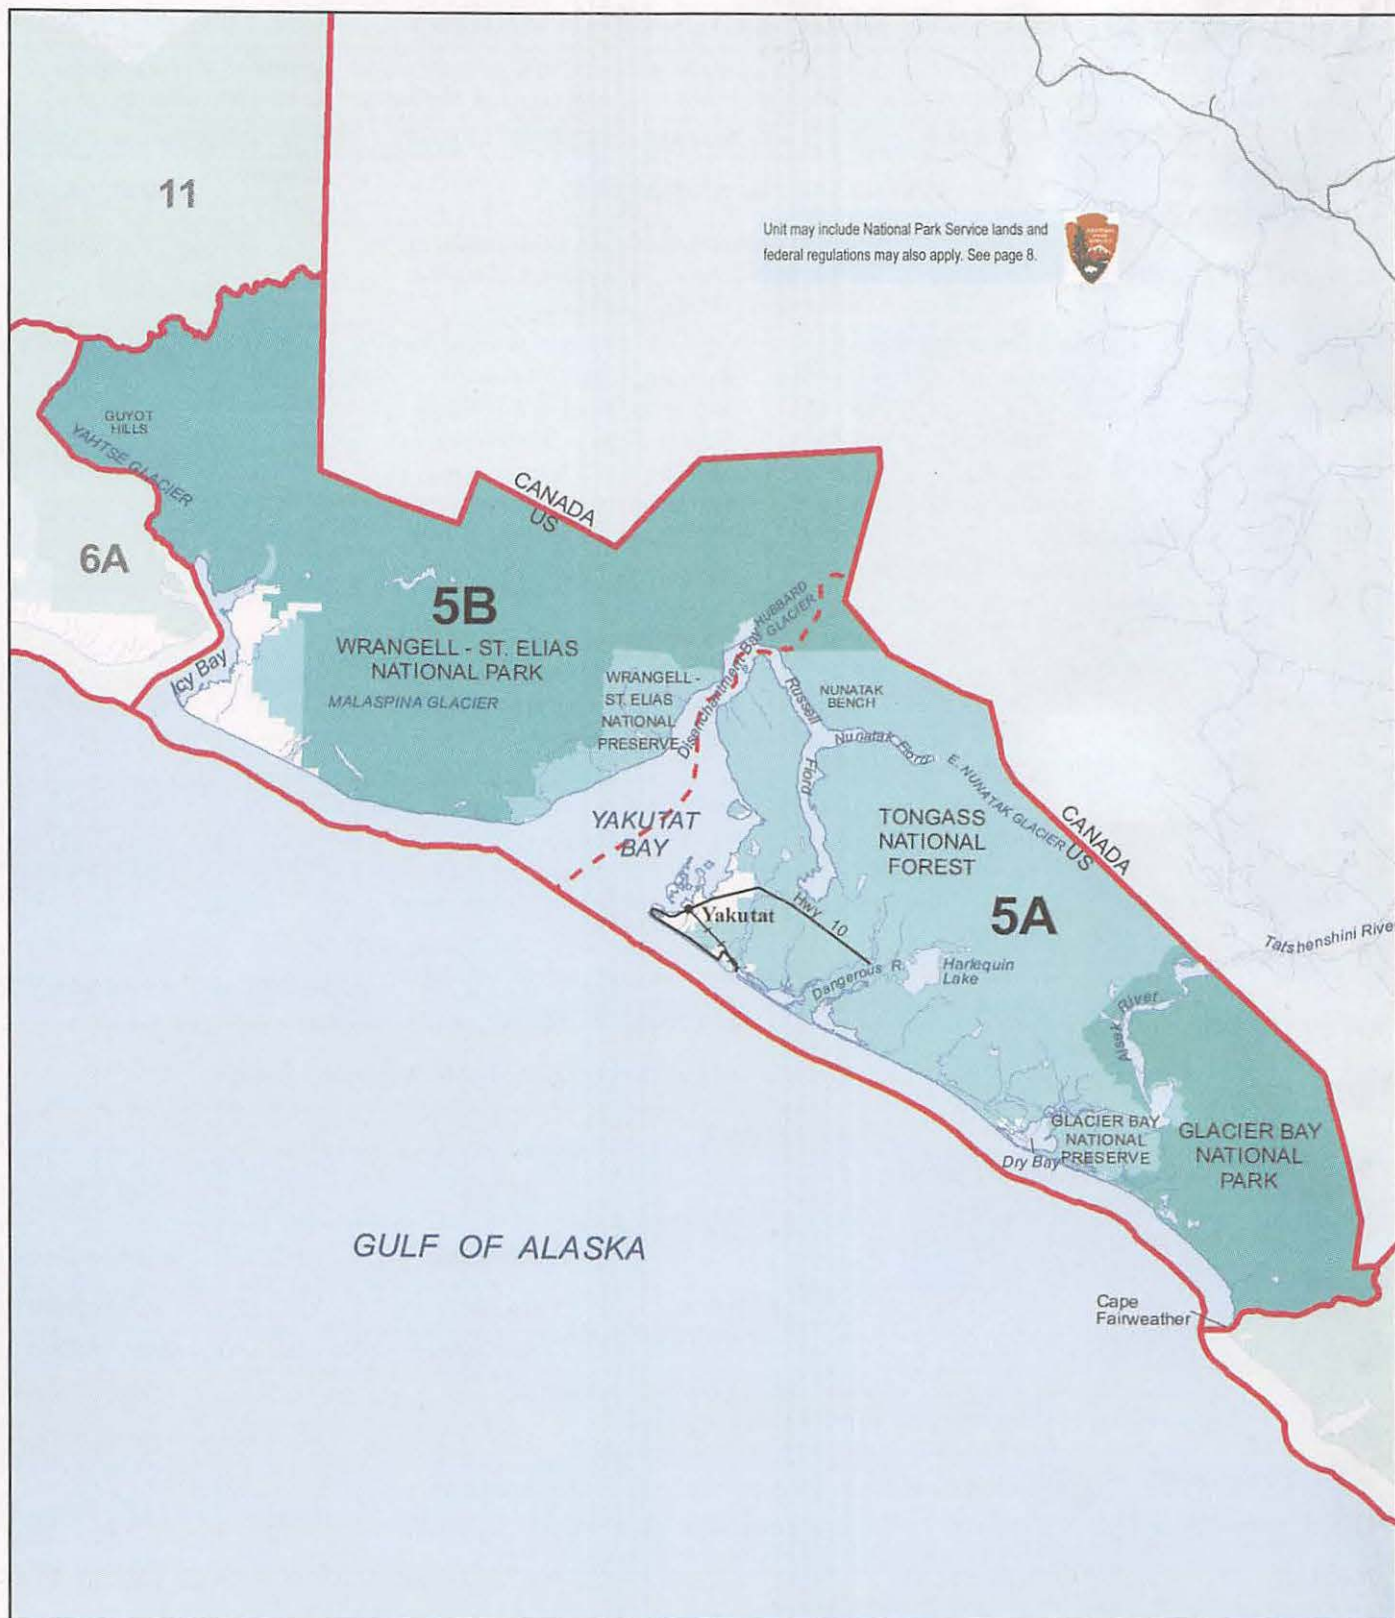 11
Unit may include National Park Service lands and
federal regulations may also apply. See page 8.
GUYOT
HILLS
YAHTSE GLACIER
CANADA
US
6A
5B
WRANGELL - ST. ELIAS
NATIONAL PARK
MALASPINA GLACIER
Icy Bay
HUBBARD
GLACIER
Disenchantment Bay
WRANGELL -
ST. ELIAS
NATIONAL
PRESERVE
Russell
Fiord
NUNATAK
BENCH
Nunatak Fiord
E. NUNATAK GLACIER
CANADA
US
YAKUTAT
BAY
TONGASS
NATIONAL
FOREST
5A
Yakutat
Hwy 10
Dangerous R.
Harlequin
Lake
Tatshenshini River
Alsek River
GLACIER BAY
NATIONAL
PRESERVE
Dry Bay
GLACIER BAY
NATIONAL
PARK
GULF OF ALASKA
Cape
Fairweather